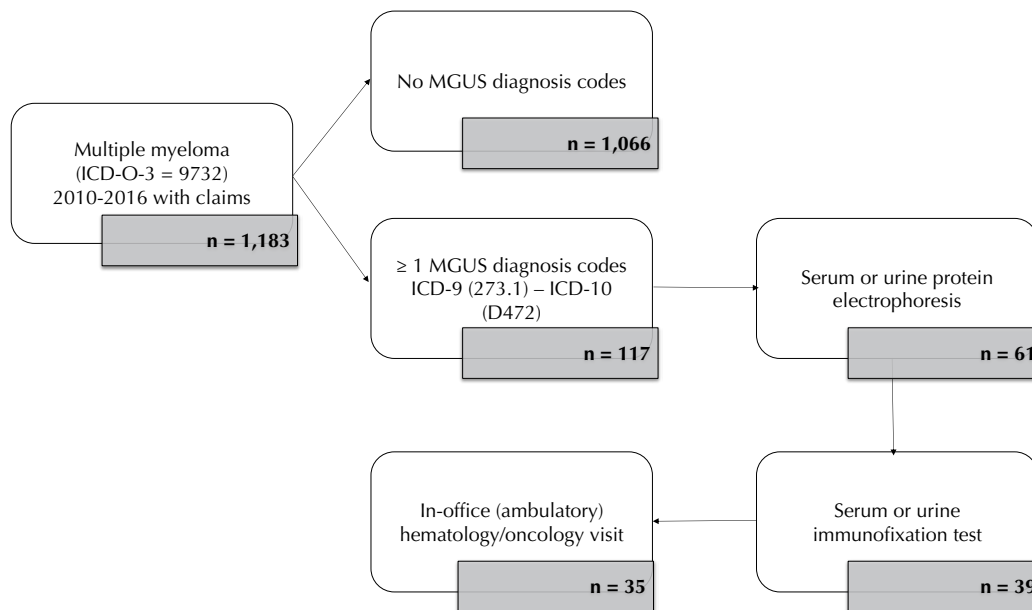 No MGUS diagnosis codes
n = 1,066
Multiple myeloma
(ICD-O-3 = 9732)
2010-2016 with claims
n = 1,183
≥ 1 MGUS diagnosis codes
ICD-9 (273.1) – ICD-10
(D472)
n = 117
Serum or urine protein
electrophoresis
n = 61
In-office (ambulatory)
hematology/oncology visit
n = 35
Serum or urine
immunofixation test
n = 39